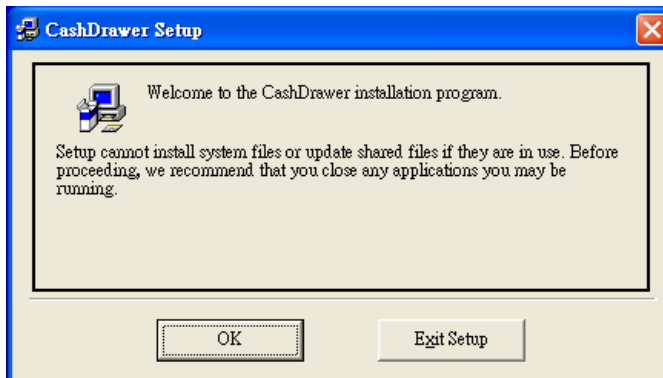 CashDrawer Setup
Welcome to the CashDrawer installation program.
Setup cannot install system files or update shared files if they are in use. Before
proceeding, we recommend that you close any applications you may be
running.
OK
Exit Setup